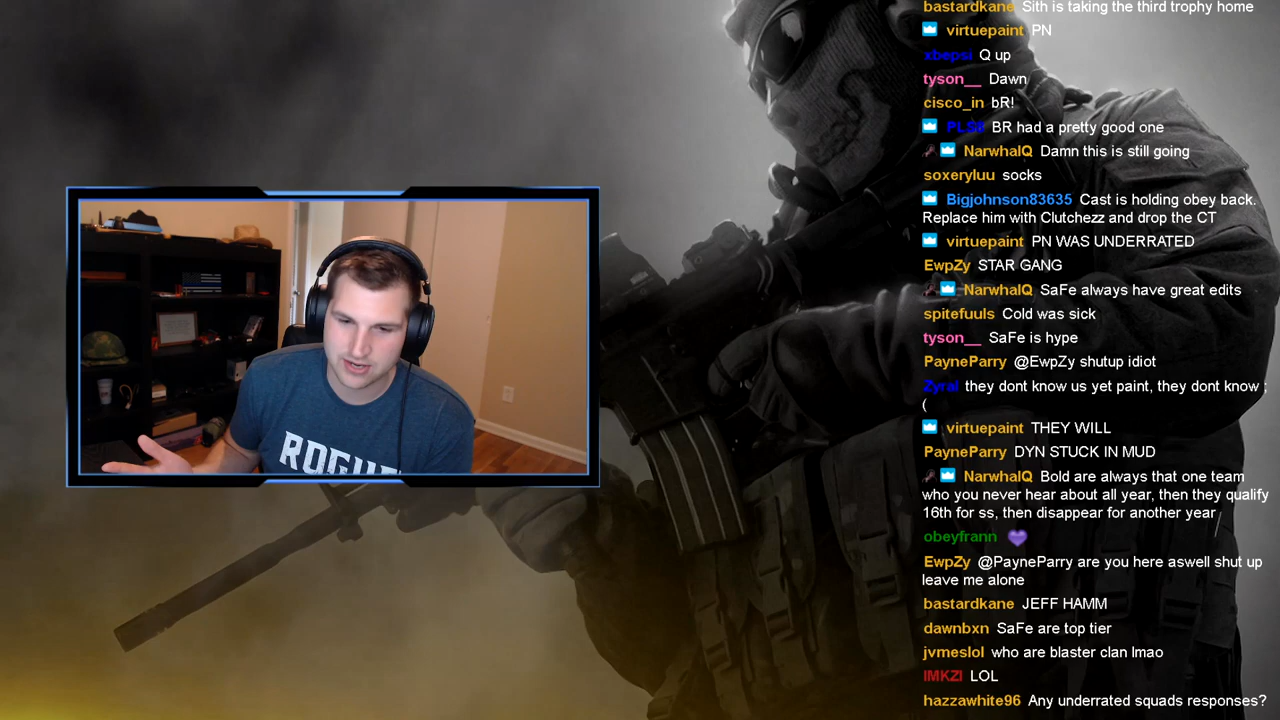 bastardkane Sith is taking the third trophy home
virtuepaint PN
xbepsi Q up
tyson__ Dawn
cisco_in bR!
BR had a pretty good one
NarwhalQ Damn this is still going
soxeryluu socks
Bigjohnson83635 Cast is holding obey back.
Replace him with Clutchezz and drop the CT
virtuepaint PN WAS UNDERRATED
EwpZy STAR GANG
NarwhalQ SaFe always have great edits
spitefuuls Cold was sick
tyson__ SaFe is hype
PayneParry @EwpZy shutup idiot
Zyral they dont know us yet paint, they dont know :
(
virtuepaint THEY WILL
PayneParry DYN STUCK IN MUD
NarwhalQ Bold are always that one team
who you never hear about all year, then they qualify
16th for ss, then disappear for another year
obeyfrann
EwpZy @PayneParry are you here aswell shut up
leave me alone
bastardkane JEFF HAMM
dawnbxn SaFe are top tier
jvmeslol who are blaster clan lmao
IMKZI LOL
hazzawhite96 Any underrated squads responses?
ROGUE